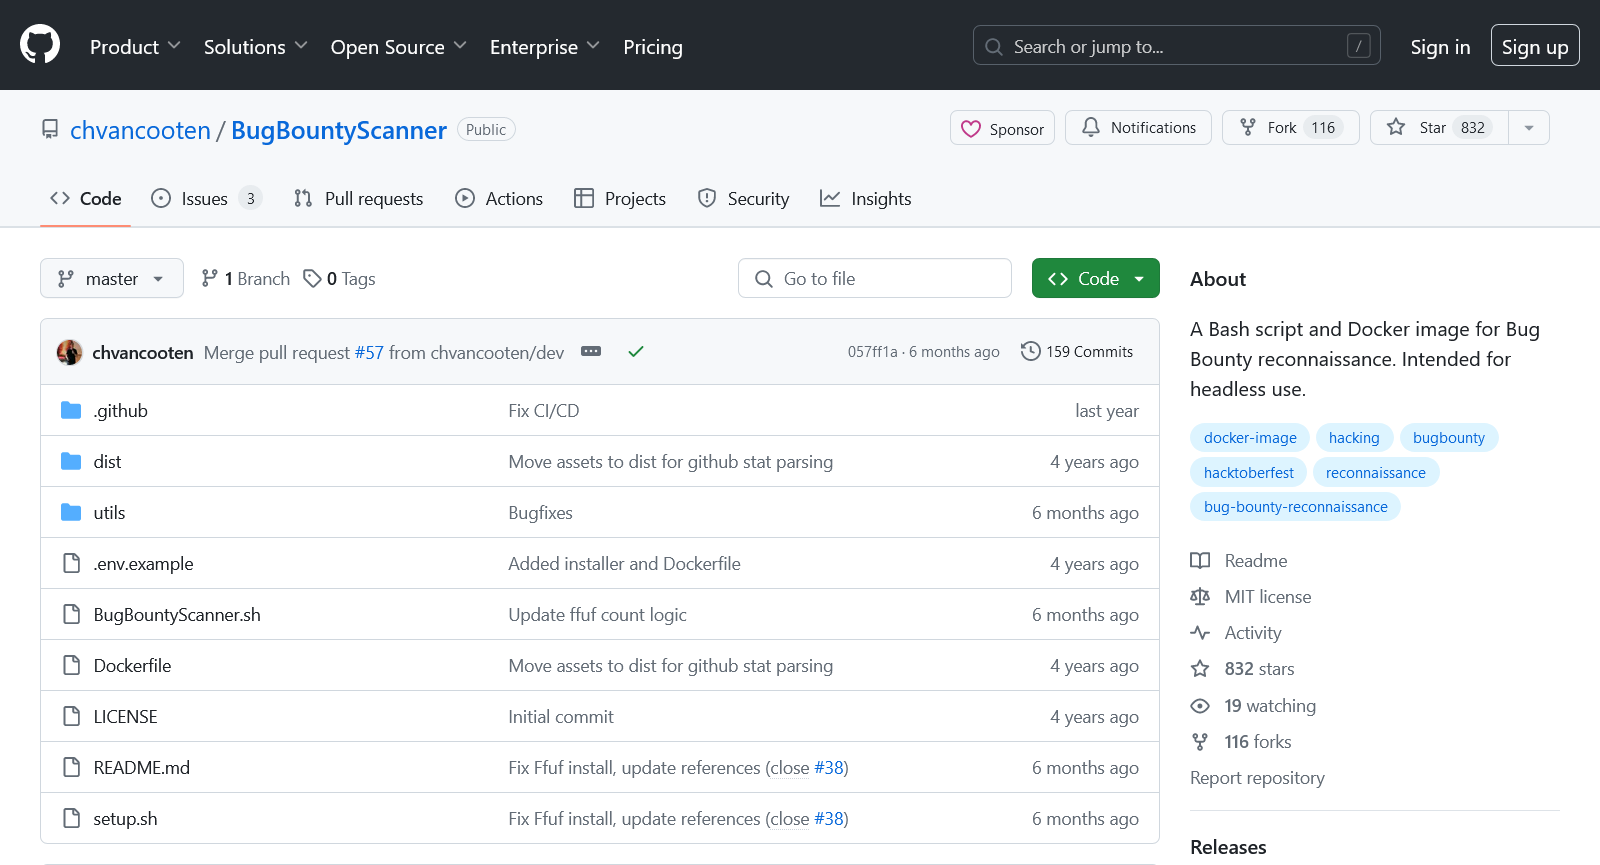 Product Solutions Open Source Enterprise Pricing Search or jump to... / Sign in Sign up
chvancooten / BugBountyScanner Public Sponsor Notifications Fork 116 Star 832
Code Issues 3 Pull requests Actions Projects Security Insights
master 1 Branch 0 Tags Go to file Code
chvancooten Merge pull request #57 from chvancooten/dev 057ff1a · 6 months ago 159 Commits
.github Fix CI/CD last year
dist Move assets to dist for github stat parsing 4 years ago
utils Bugfixes 6 months ago
.env.example Added installer and Dockerfile 4 years ago
BugBountyScanner.sh Update ffuf count logic 6 months ago
Dockerfile Move assets to dist for github stat parsing 4 years ago
LICENSE Initial commit 4 years ago
README.md Fix Ffuf install, update references (close #38) 6 months ago
setup.sh Fix Ffuf install, update references (close #38) 6 months ago
About
A Bash script and Docker image for Bug
Bounty reconnaissance. Intended for
headless use.
docker-image hacking bugbounty
hacktoberfest reconnaissance
bug-bounty-reconnaissance
Readme
MIT license
Activity
832 stars
19 watching
116 forks
Report repository
Releases